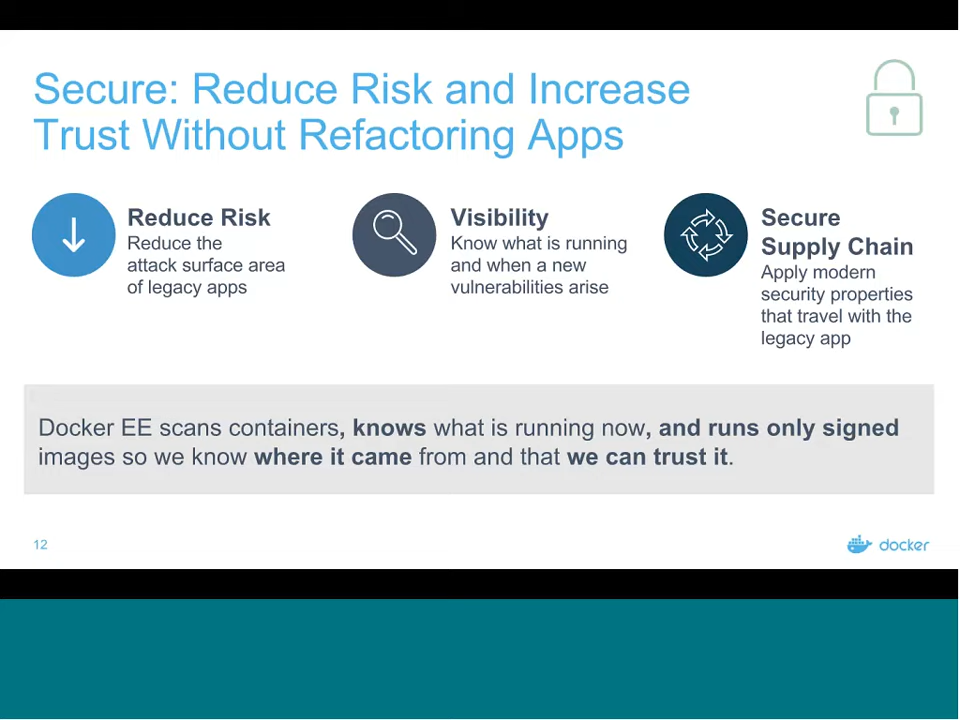 Secure: Reduce Risk and Increase
Trust Without Refactoring Apps
Reduce Risk
Reduce the
attack surface area
of legacy apps
Visibility
Know what is running
and when a new
vulnerabilities arise
Secure
Supply Chain
Apply modern
security properties
that travel with the
legacy app
Docker EE scans containers, knows what is running now, and runs only signed
images so we know where it came from and that we can trust it.
12
docker